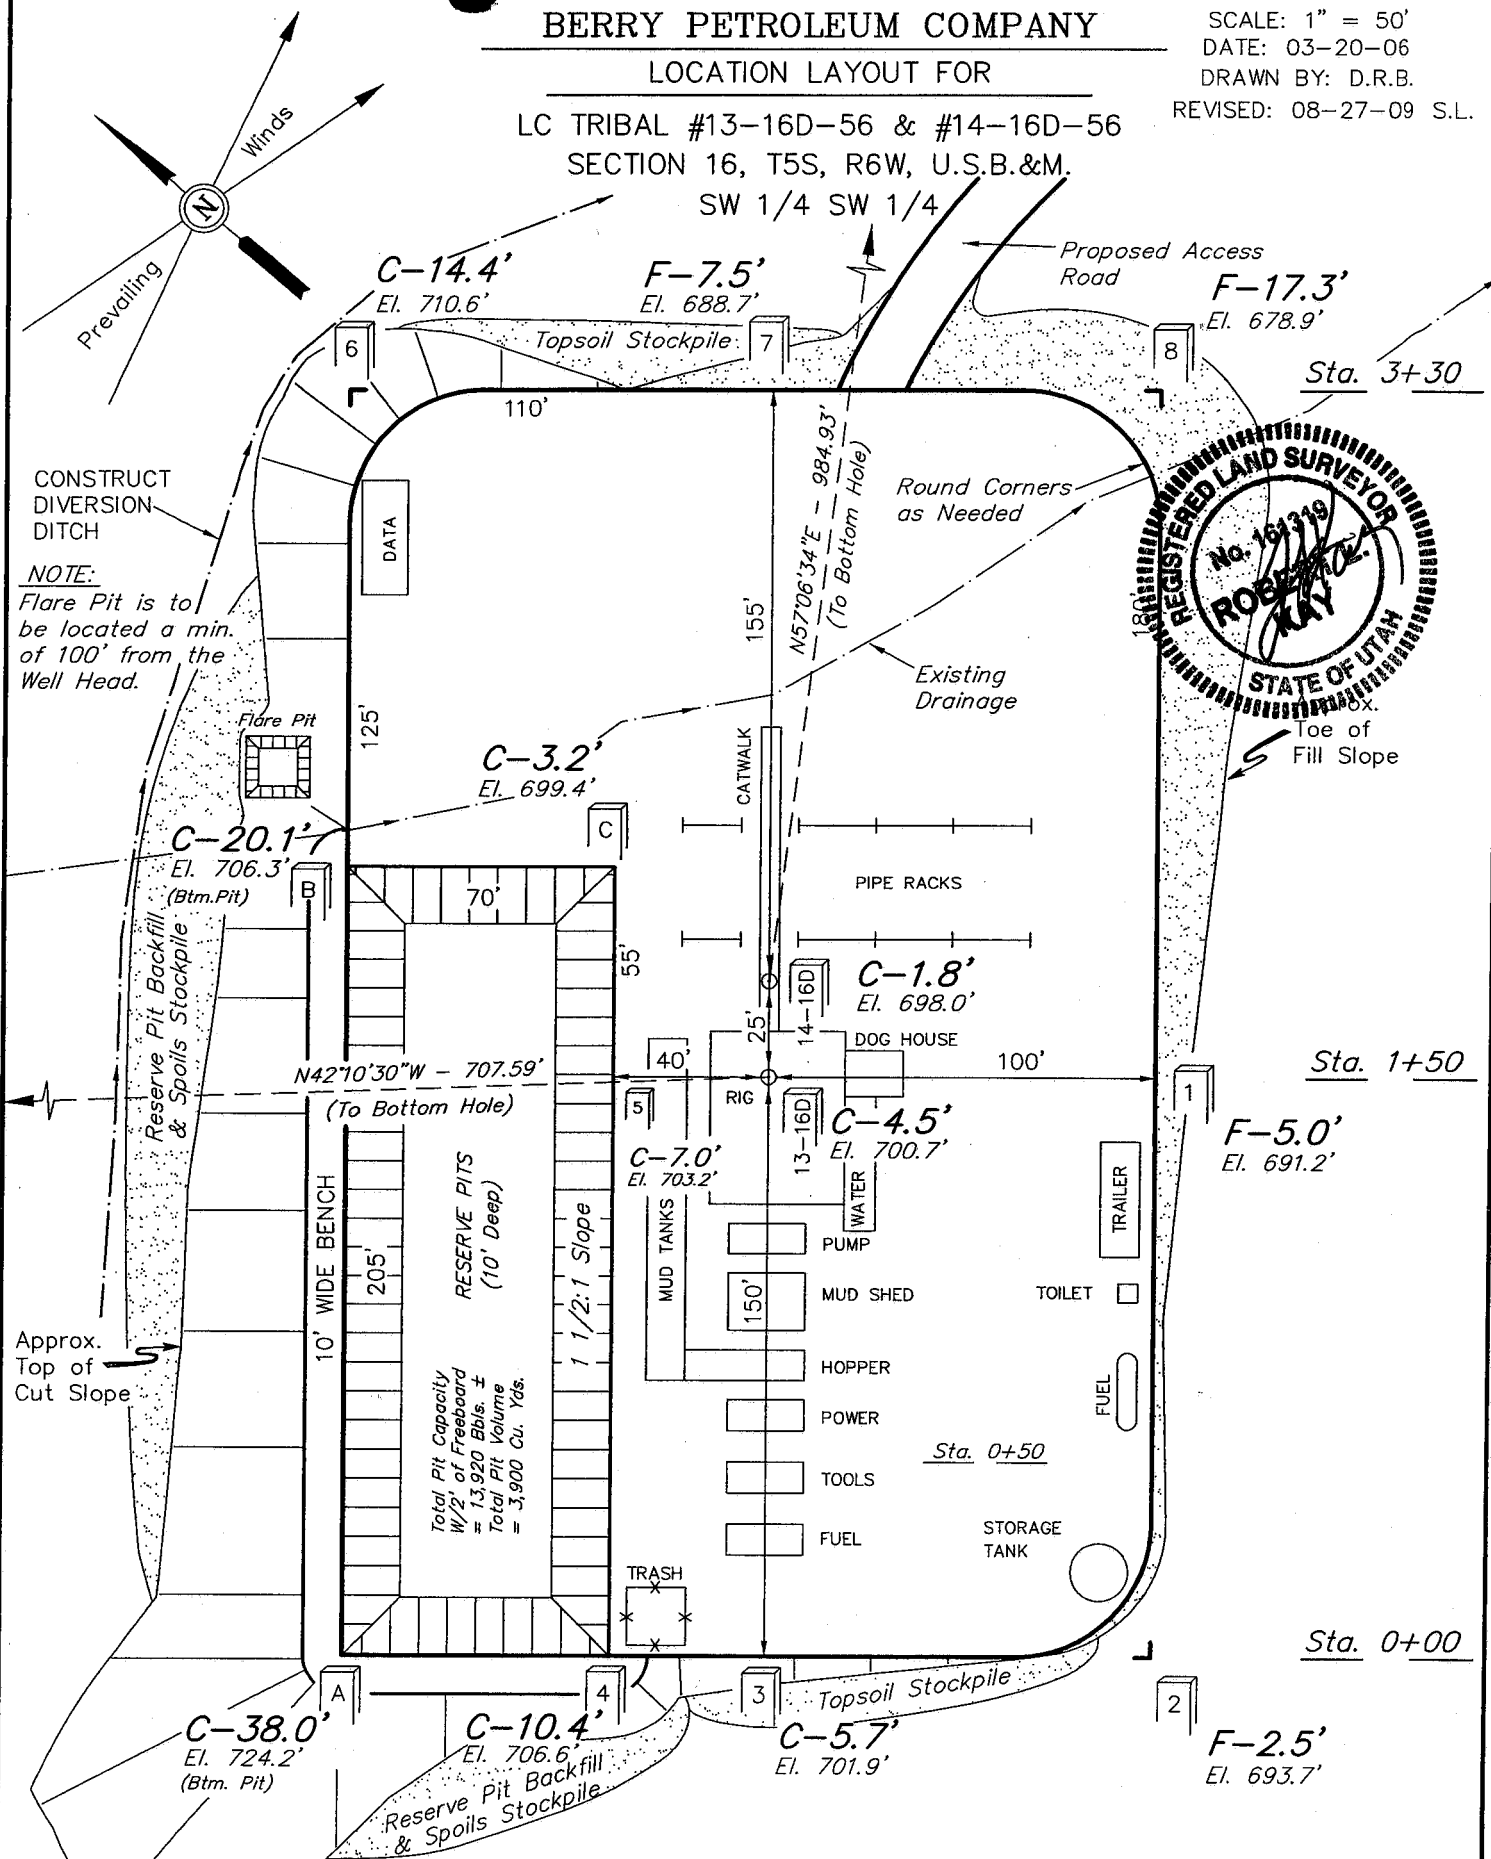 BERRY PETROLEUM COMPANY
LOCATION LAYOUT FOR
LC TRIBAL #13-16D-56 & #14-16D-56
SECTION 16, T5S, R6W, U.S.B.&M.
SW 1/4 SW 1/4
SCALE: 1" = 50'
DATE: 03-20-06
DRAWN BY: D.R.B.
REVISED: 08-27-09 S.L.
Winds
N
Prevailing
C-14.4'
El. 710.6'
6
F-7.5'
El. 688.7'
Topsoil Stockpile
7
Proposed Access
Road
F-17.3'
El. 678.9'
8
Sta. 3+30
110'
CONSTRUCT
DIVERSION
DITCH
NOTE:
Flare Pit is to
be located a min.
of 100' from the
Well Head.
DATA
155'
N57°06'34"E - 984.93'
(To Bottom Hole)
Round Corners
as Needed
REGISTERED LAND SURVEYOR
No. 161319
KAY
STATE OF UTAH
180'
Existing
Drainage
Approx.
Toe of
Fill Slope
Flare Pit
125'
C-3.2'
El. 699.4'
C
CATWALK
C-20.1'
El. 706.3'
(Btm.Pit)
B
70'
PIPE RACKS
55'
Reserve Pit Backfill
& Spoils Stockpile
C-1.8'
El. 698.0'
14-16D
25'
DOG HOUSE
N42°10'30"W - 707.59'
(To Bottom Hole)
40'
100'
Sta. 1+50
RIG
5
1
13-16D
C-4.5'
El. 700.7'
C-7.0'
El. 703.2'
F-5.0'
El. 691.2'
10' WIDE BENCH
205'
RESERVE PITS
(10' Deep)
1 1/2:1 Slope
MUD TANKS
WATER
TRAILER
PUMP
150'
MUD SHED
TOILET
Approx.
Top of
Cut Slope
HOPPER
Total Pit Capacity
W/2' of Freeboard
= 13,920 Bbls. ±
Total Pit Volume
= 3,900 Cu. Yds.
POWER
FUEL
Sta. 0+50
TOOLS
FUEL
STORAGE
TANK
TRASH
Sta. 0+00
A
4
3
Topsoil Stockpile
2
C-38.0'
El. 724.2'
(Btm. Pit)
C-10.4'
El. 706.6'
C-5.7'
El. 701.9'
F-2.5'
El. 693.7'
Reserve Pit Backfill
& Spoils Stockpile